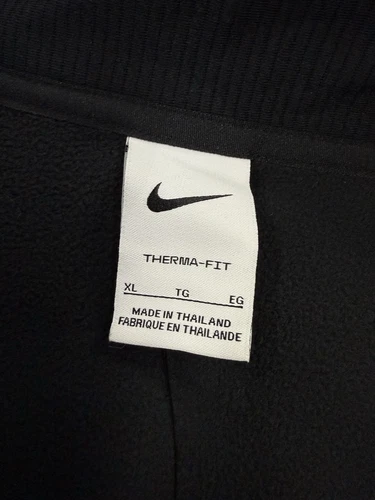 THERMA-FIT
XL TG EG
MADE IN THAILAND
FABRIQUE EN THAILANDE